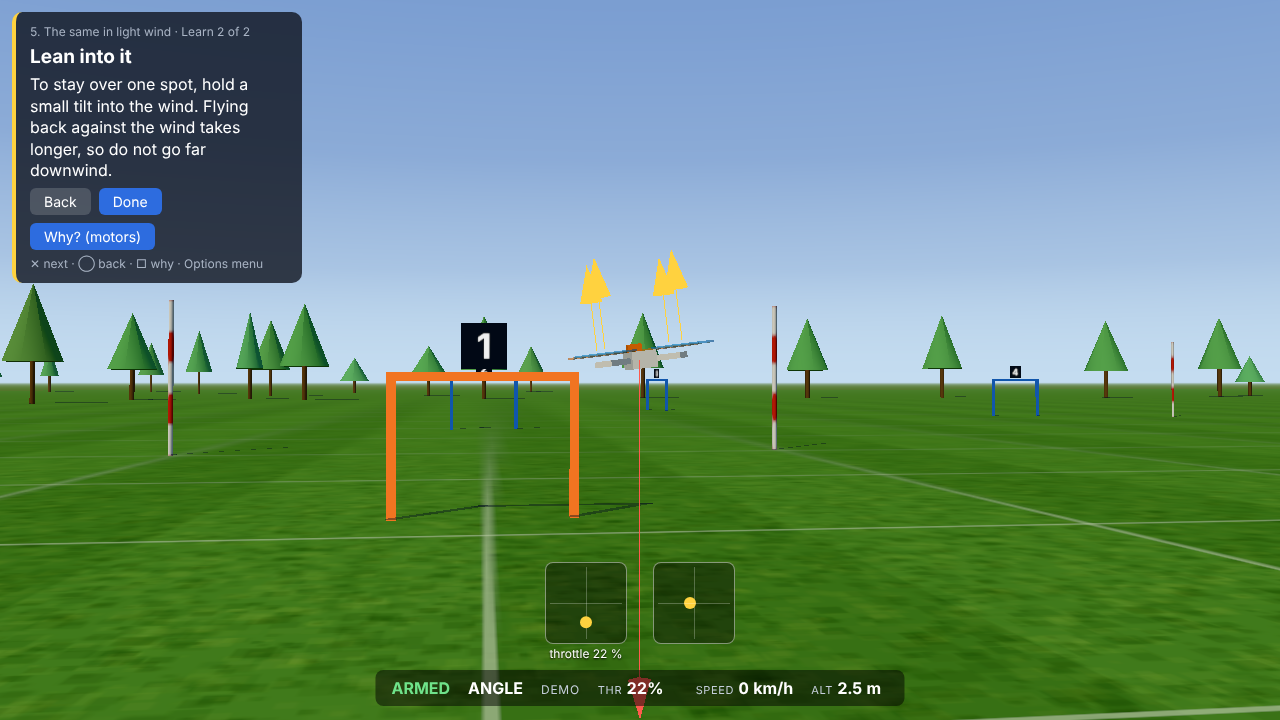 5. The same in light wind · Learn 2 of 2
Lean into it
To stay over one spot, hold a
small tilt into the wind. Flying
back against the wind takes
longer, so do not go far
downwind.
Back Done
Why? (motors)
✕ next · ◯ back · □ why · Options menu
1
4
throttle 22 %
ARMED ANGLE DEMO THR 22% SPEED 0 km/h ALT 2.5 m